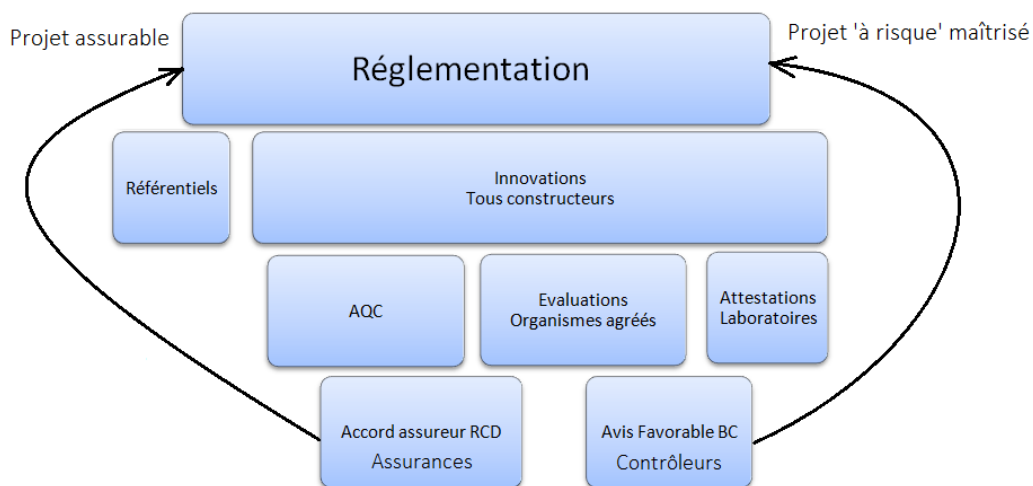 Projet assurable
Projet 'à risque' maîtrisé
Réglementation
Référentiels
Innovations
Tous constructeurs
AQC
Evaluations
Organismes agréés
Attestations
Laboratoires
Accord assureur RCD
Assurances
Avis Favorable BC
Contrôleurs